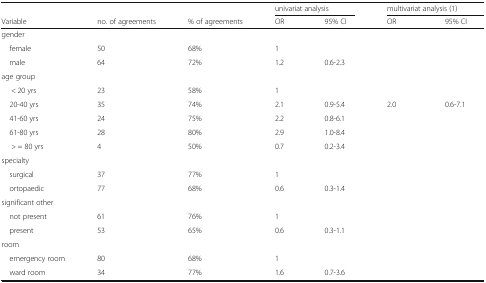 univariat analysis multivariat analysis (1)
Variable no. of agreements % of agreements OR 95% CI OR 95% CI
gender
female 50 68% 1
male 64 72% 1.2 0.6-2.3
age group
< 20 yrs 23 58% 1
20-40 yrs 35 74% 2.1 0.9-5.4 2.0 0.6-7.1
41-60 yrs 24 75% 2.2 0.8-6.1
61-80 yrs 28 80% 2.9 1.0-8.4
> = 80 yrs 4 50% 0.7 0.2-3.4
specialty
surgical 37 77% 1
ortopaedic 77 68% 0.6 0.3-1.4
significant other
not present 61 76% 1
present 53 65% 0.6 0.3-1.1
room
emergency room 80 68% 1
ward room 34 77% 1.6 0.7-3.6